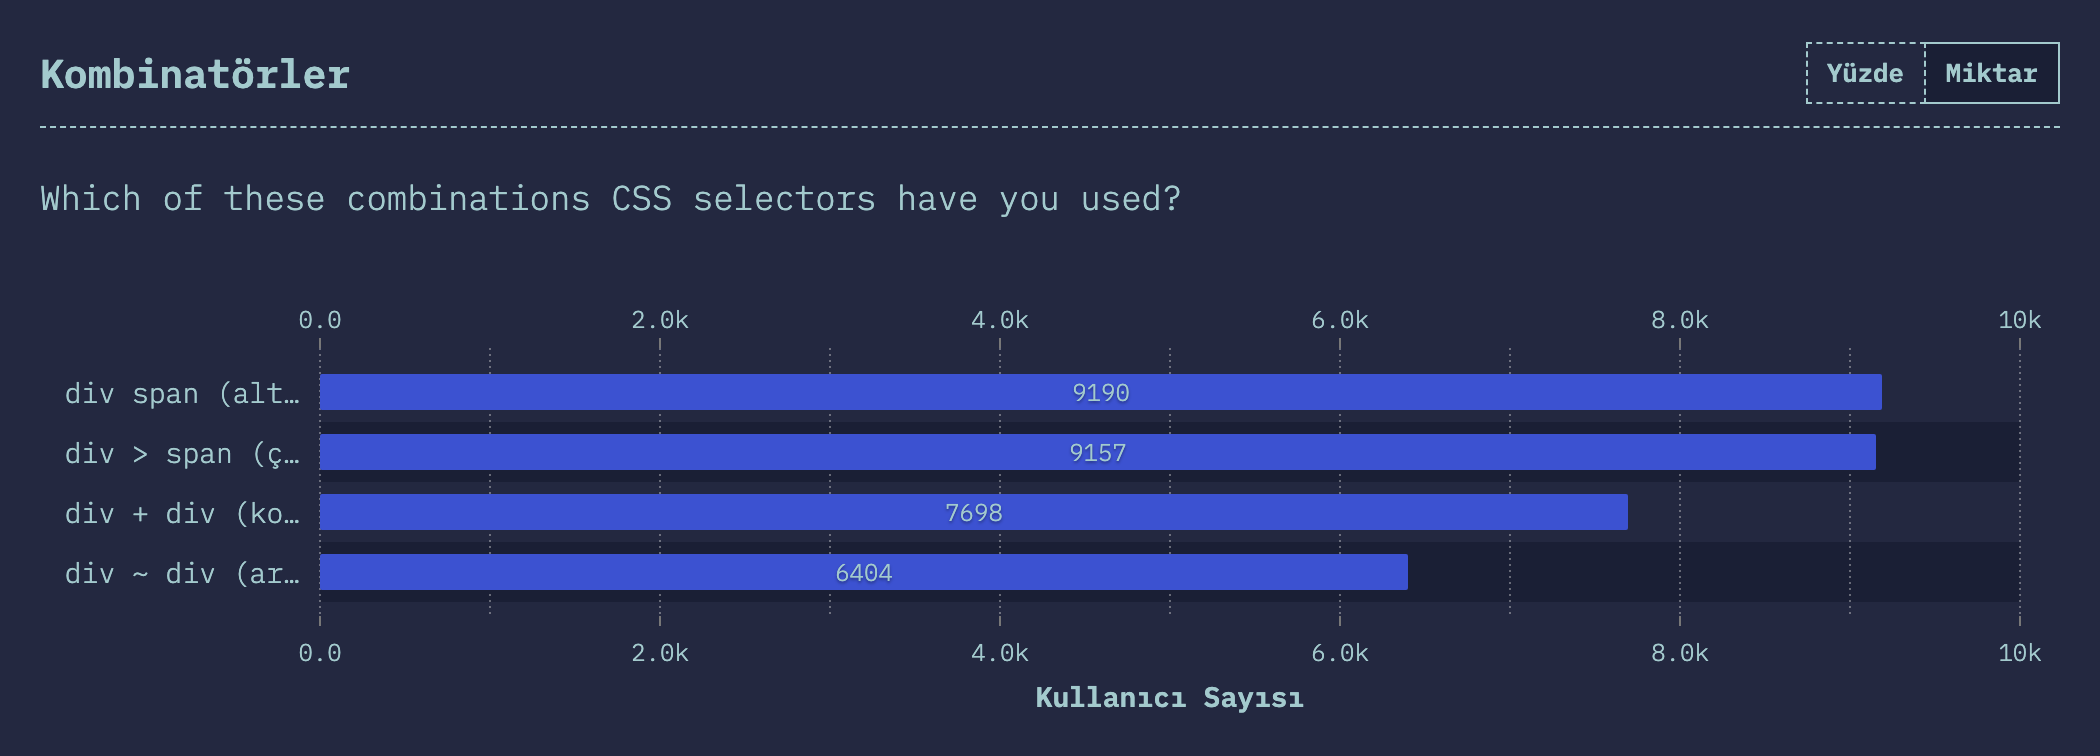 Kombinatörler
Yüzde Miktar
Which of these combinations CSS selectors have you used?
0.0 2.0k 4.0k 6.0k 8.0k 10k
div span (alt… 9190
div > span (ç… 9157
div + div (ko… 7698
div ~ div (ar… 6404
0.0 2.0k 4.0k 6.0k 8.0k 10k
Kullanıcı Sayısı